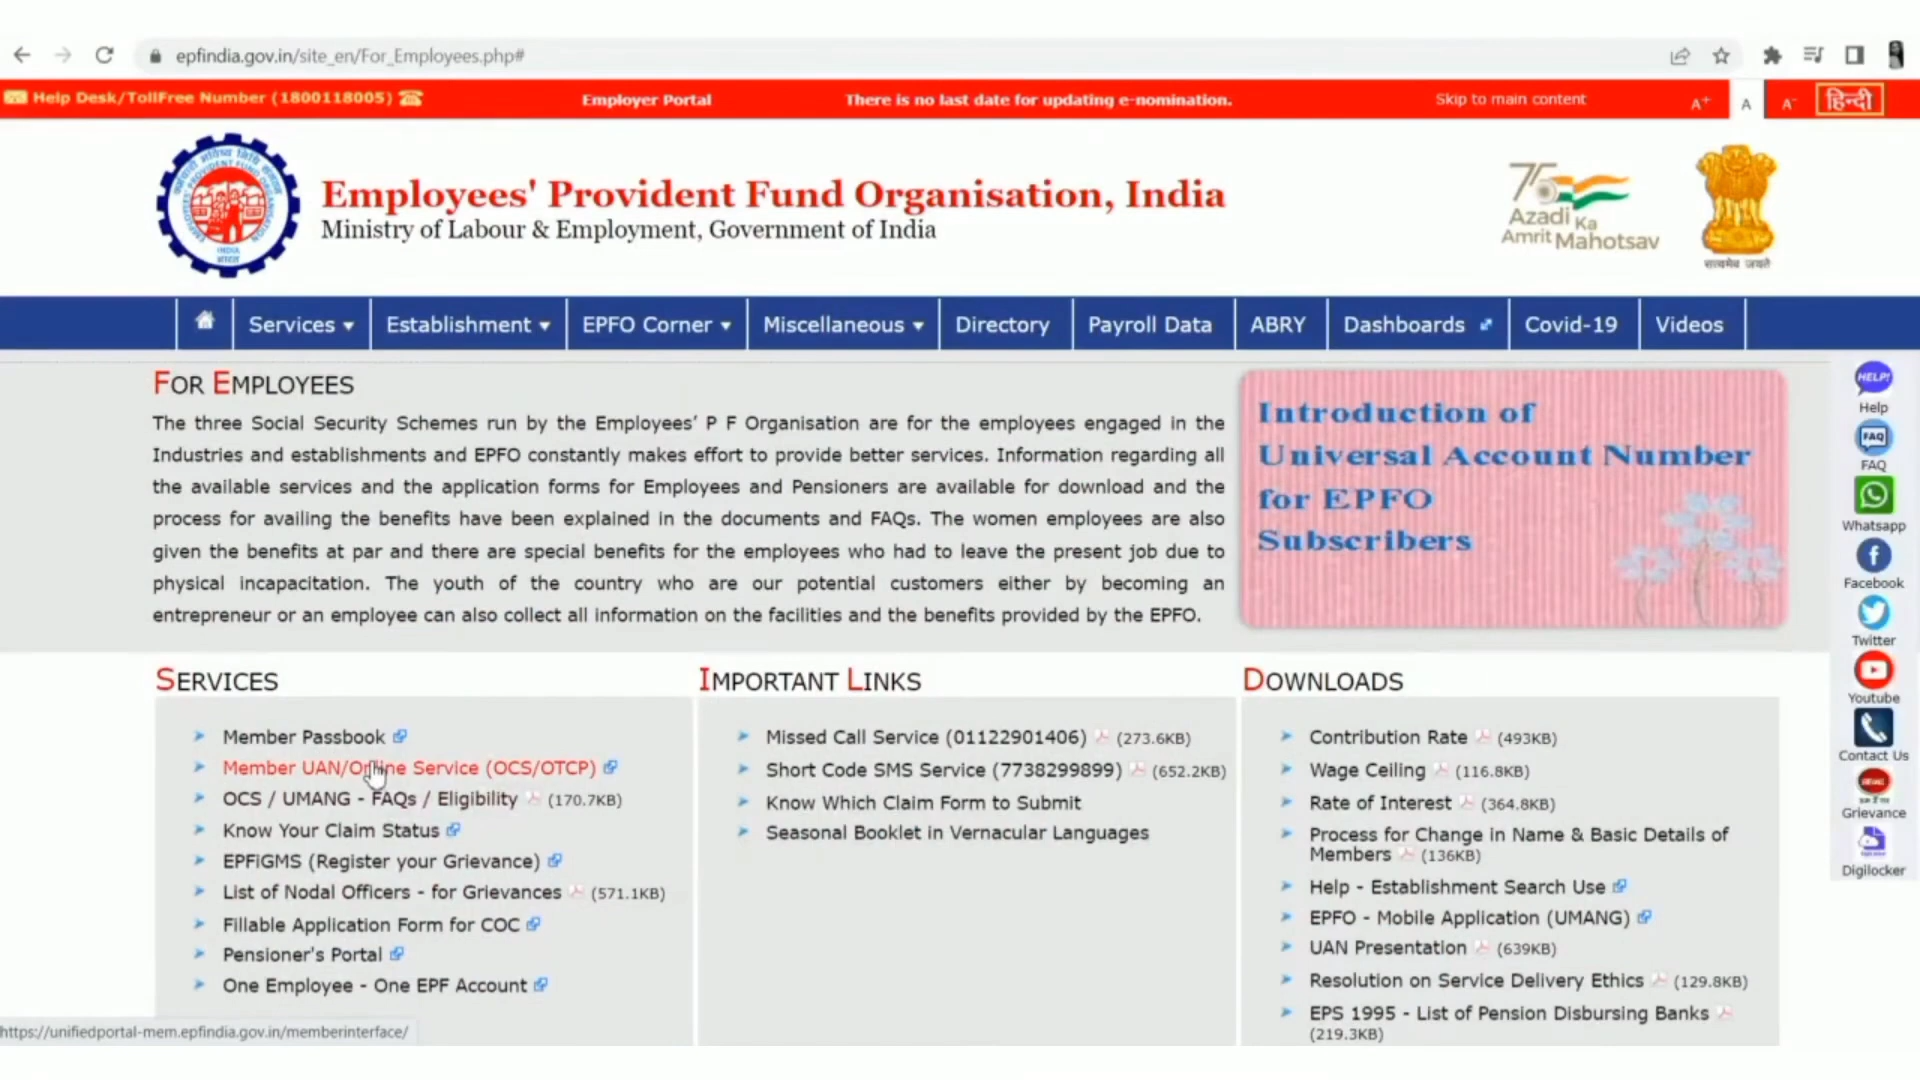 epfindia.gov.in/site_en/For_Employees.php#
Help Desk/TollFree Number (1800118005)
Employer Portal
There is no last date for updating e-nomination.
Skip to main content
A+
A
A-
हिन्दी
Employees' Provident Fund Organisation, India
Ministry of Labour & Employment, Government of India
75
Azadi Ka
Amrit Mahotsav
सत्यमेव जयते
Services
Establishment
EPFO Corner
Miscellaneous
Directory
Payroll Data
ABRY
Dashboards
Covid-19
Videos
FOR EMPLOYEES
The three Social Security Schemes run by the Employees' P F Organisation are for the employees engaged in the
Industries and establishments and EPFO constantly makes effort to provide better services. Information regarding all
the available services and the application forms for Employees and Pensioners are available for download and the
process for availing the benefits have been explained in the documents and FAQs. The women employees are also
given the benefits at par and there are special benefits for the employees who had to leave the present job due to
physical incapacitation. The youth of the country who are our potential customers either by becoming an
entrepreneur or an employee can also collect all information on the facilities and the benefits provided by the EPFO.
Introduction of
Universal Account Number
for EPFO
Subscribers
HELP!
Help
FAQ
FAQ
Whatsapp
Facebook
Twitter
Youtube
Contact Us
Grievance
Digilocker
SERVICES
Member Passbook
Member UAN/Online Service (OCS/OTCP)
OCS / UMANG - FAQs / Eligibility (170.7KB)
Know Your Claim Status
EPFiGMS (Register your Grievance)
List of Nodal Officers - for Grievances (571.1KB)
Fillable Application Form for COC
Pensioner's Portal
One Employee - One EPF Account
IMPORTANT LINKS
Missed Call Service (01122901406) (273.6KB)
Short Code SMS Service (7738299899) (652.2KB)
Know Which Claim Form to Submit
Seasonal Booklet in Vernacular Languages
DOWNLOADS
Contribution Rate (493KB)
Wage Ceiling (116.8KB)
Rate of Interest (364.8KB)
Process for Change in Name & Basic Details of
Members (136KB)
Help - Establishment Search Use
EPFO - Mobile Application (UMANG)
UAN Presentation (639KB)
Resolution on Service Delivery Ethics (129.8KB)
EPS 1995 - List of Pension Disbursing Banks
(219.3KB)
https://unifiedportal-mem.epfindia.gov.in/memberinterface/